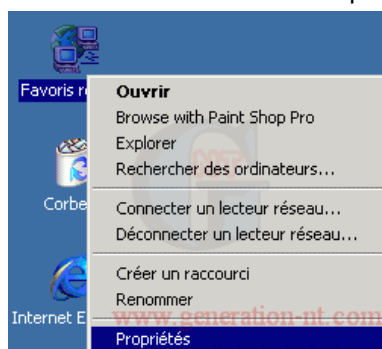 Favoris r
Ouvrir
Browse with Paint Shop Pro
Explorer
Rechercher des ordinateurs...
Corbe
Connecter un lecteur réseau...
Déconnecter un lecteur réseau...
Créer un raccourci
Renommer
Internet E
www.generation-nt.com
Propriétés